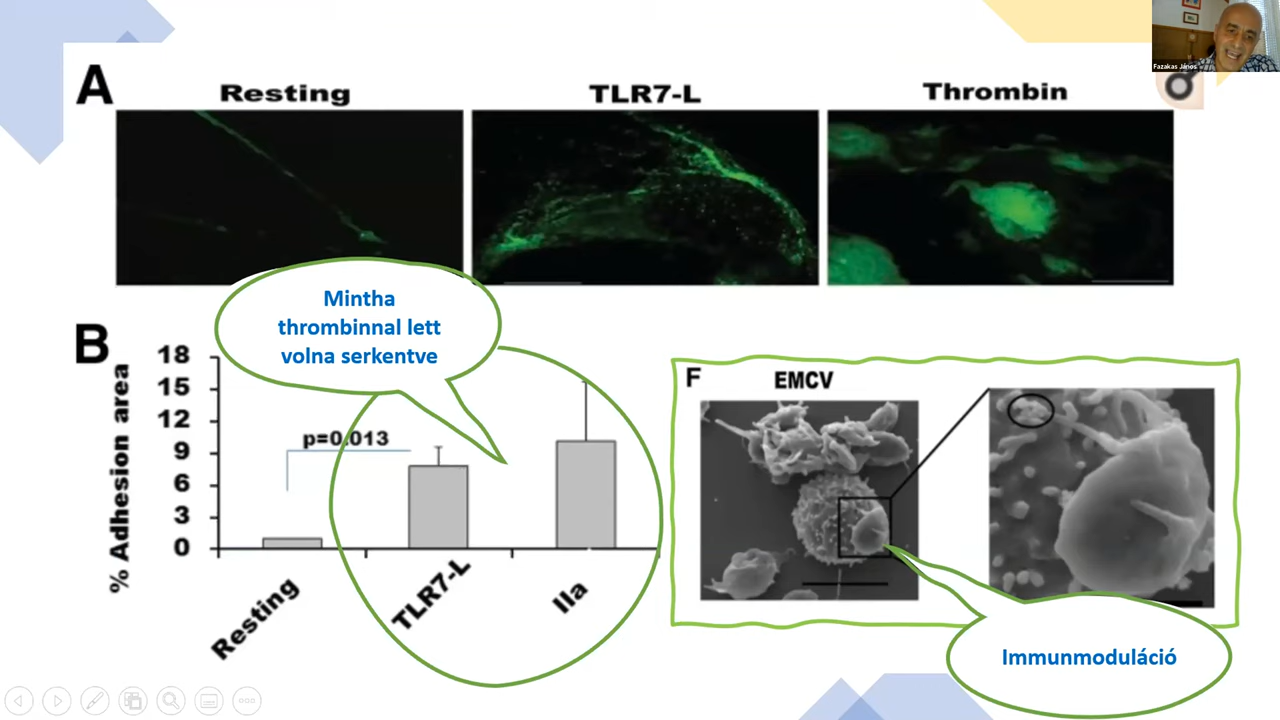 Fazakas János
A
Resting
TLR7-L
Thrombin
Mintha
thrombinnal lett
volna serkentve
B
% Adhesion area
18
15
12
9
6
3
0
p=0.013
Resting
TLR7-L
IIa
F
EMCV
Immunmoduláció